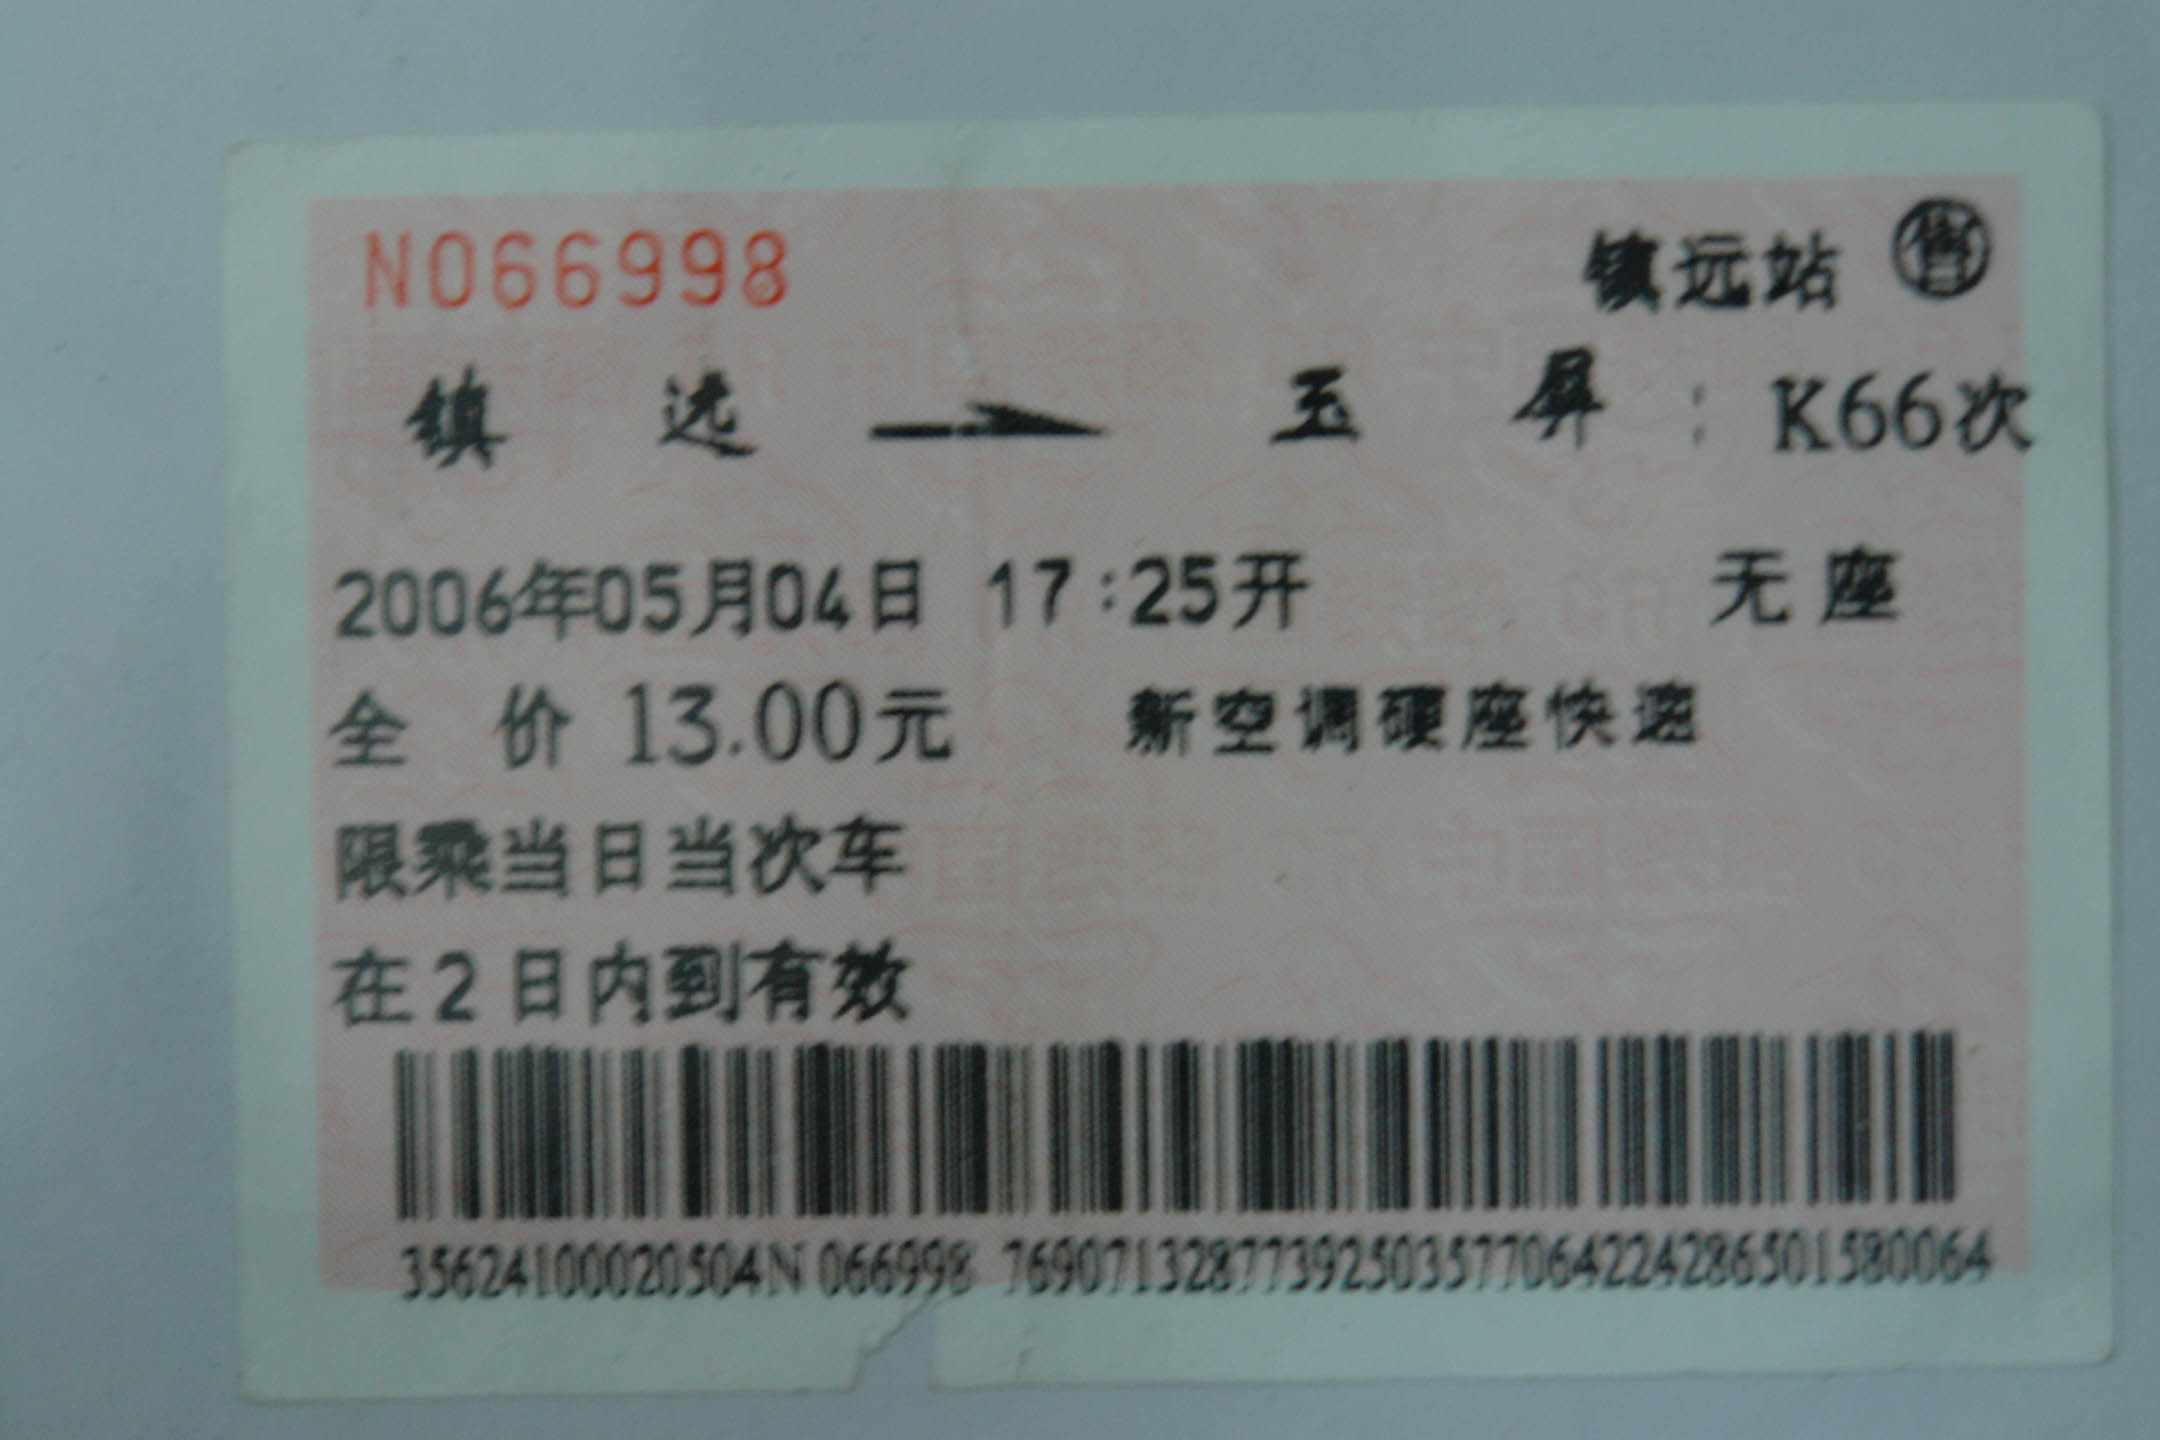 N066998
镇远站 售
镇 远 → 玉 屏 K66次
2006年05月04日 17:25开 无座
全 价 13.00元 新空调硬座快速
限乘当日当次车
在2日内到有效
35624100020504N066998 76907132877392503577064224286501580064